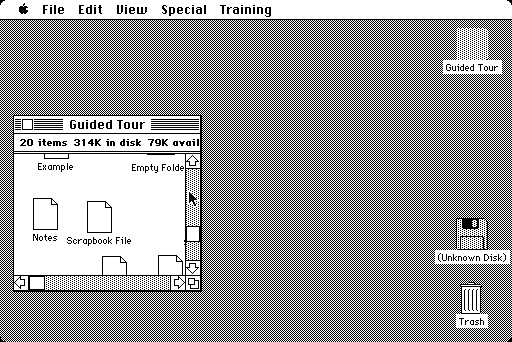 File Edit View Special Training
Guided Tour
Guided Tour
20 items 314K in disk 79K avail
Example Empty Folde
Notes Scrapbook File
(Unknown Disk)
Trash